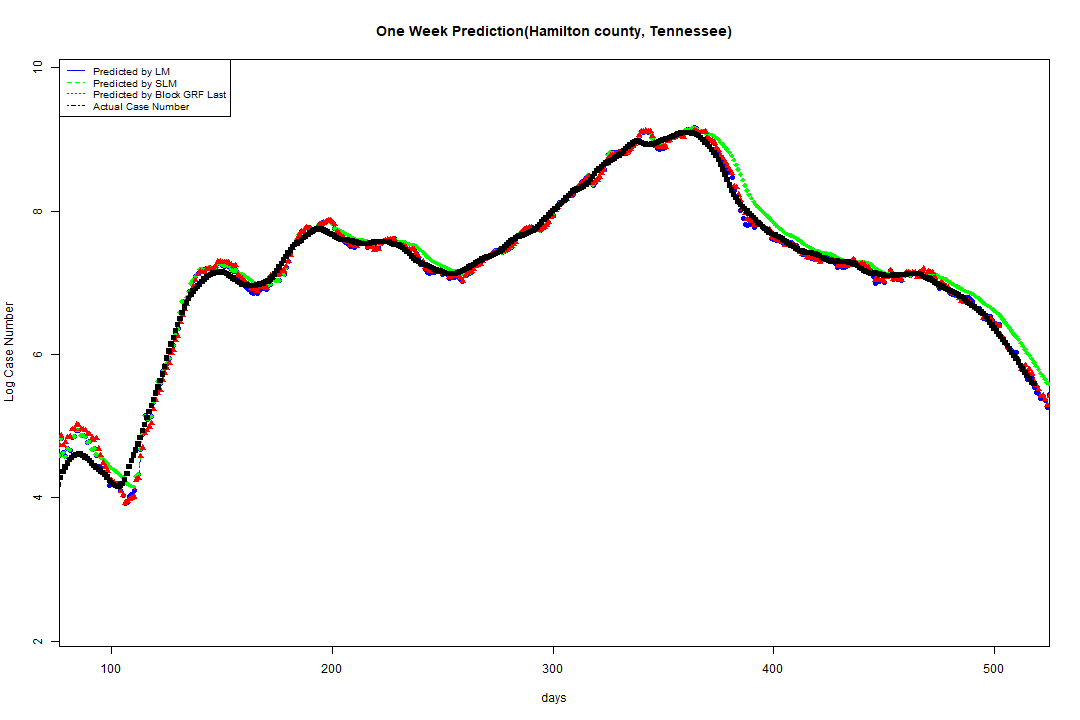 One Week Prediction(Hamilton county, Tennessee)
Predicted by LM
Predicted by SLM
Predicted by Block GRF Last
Actual Case Number
10
8
6
4
2
Log Case Number
100 200 300 400 500
days